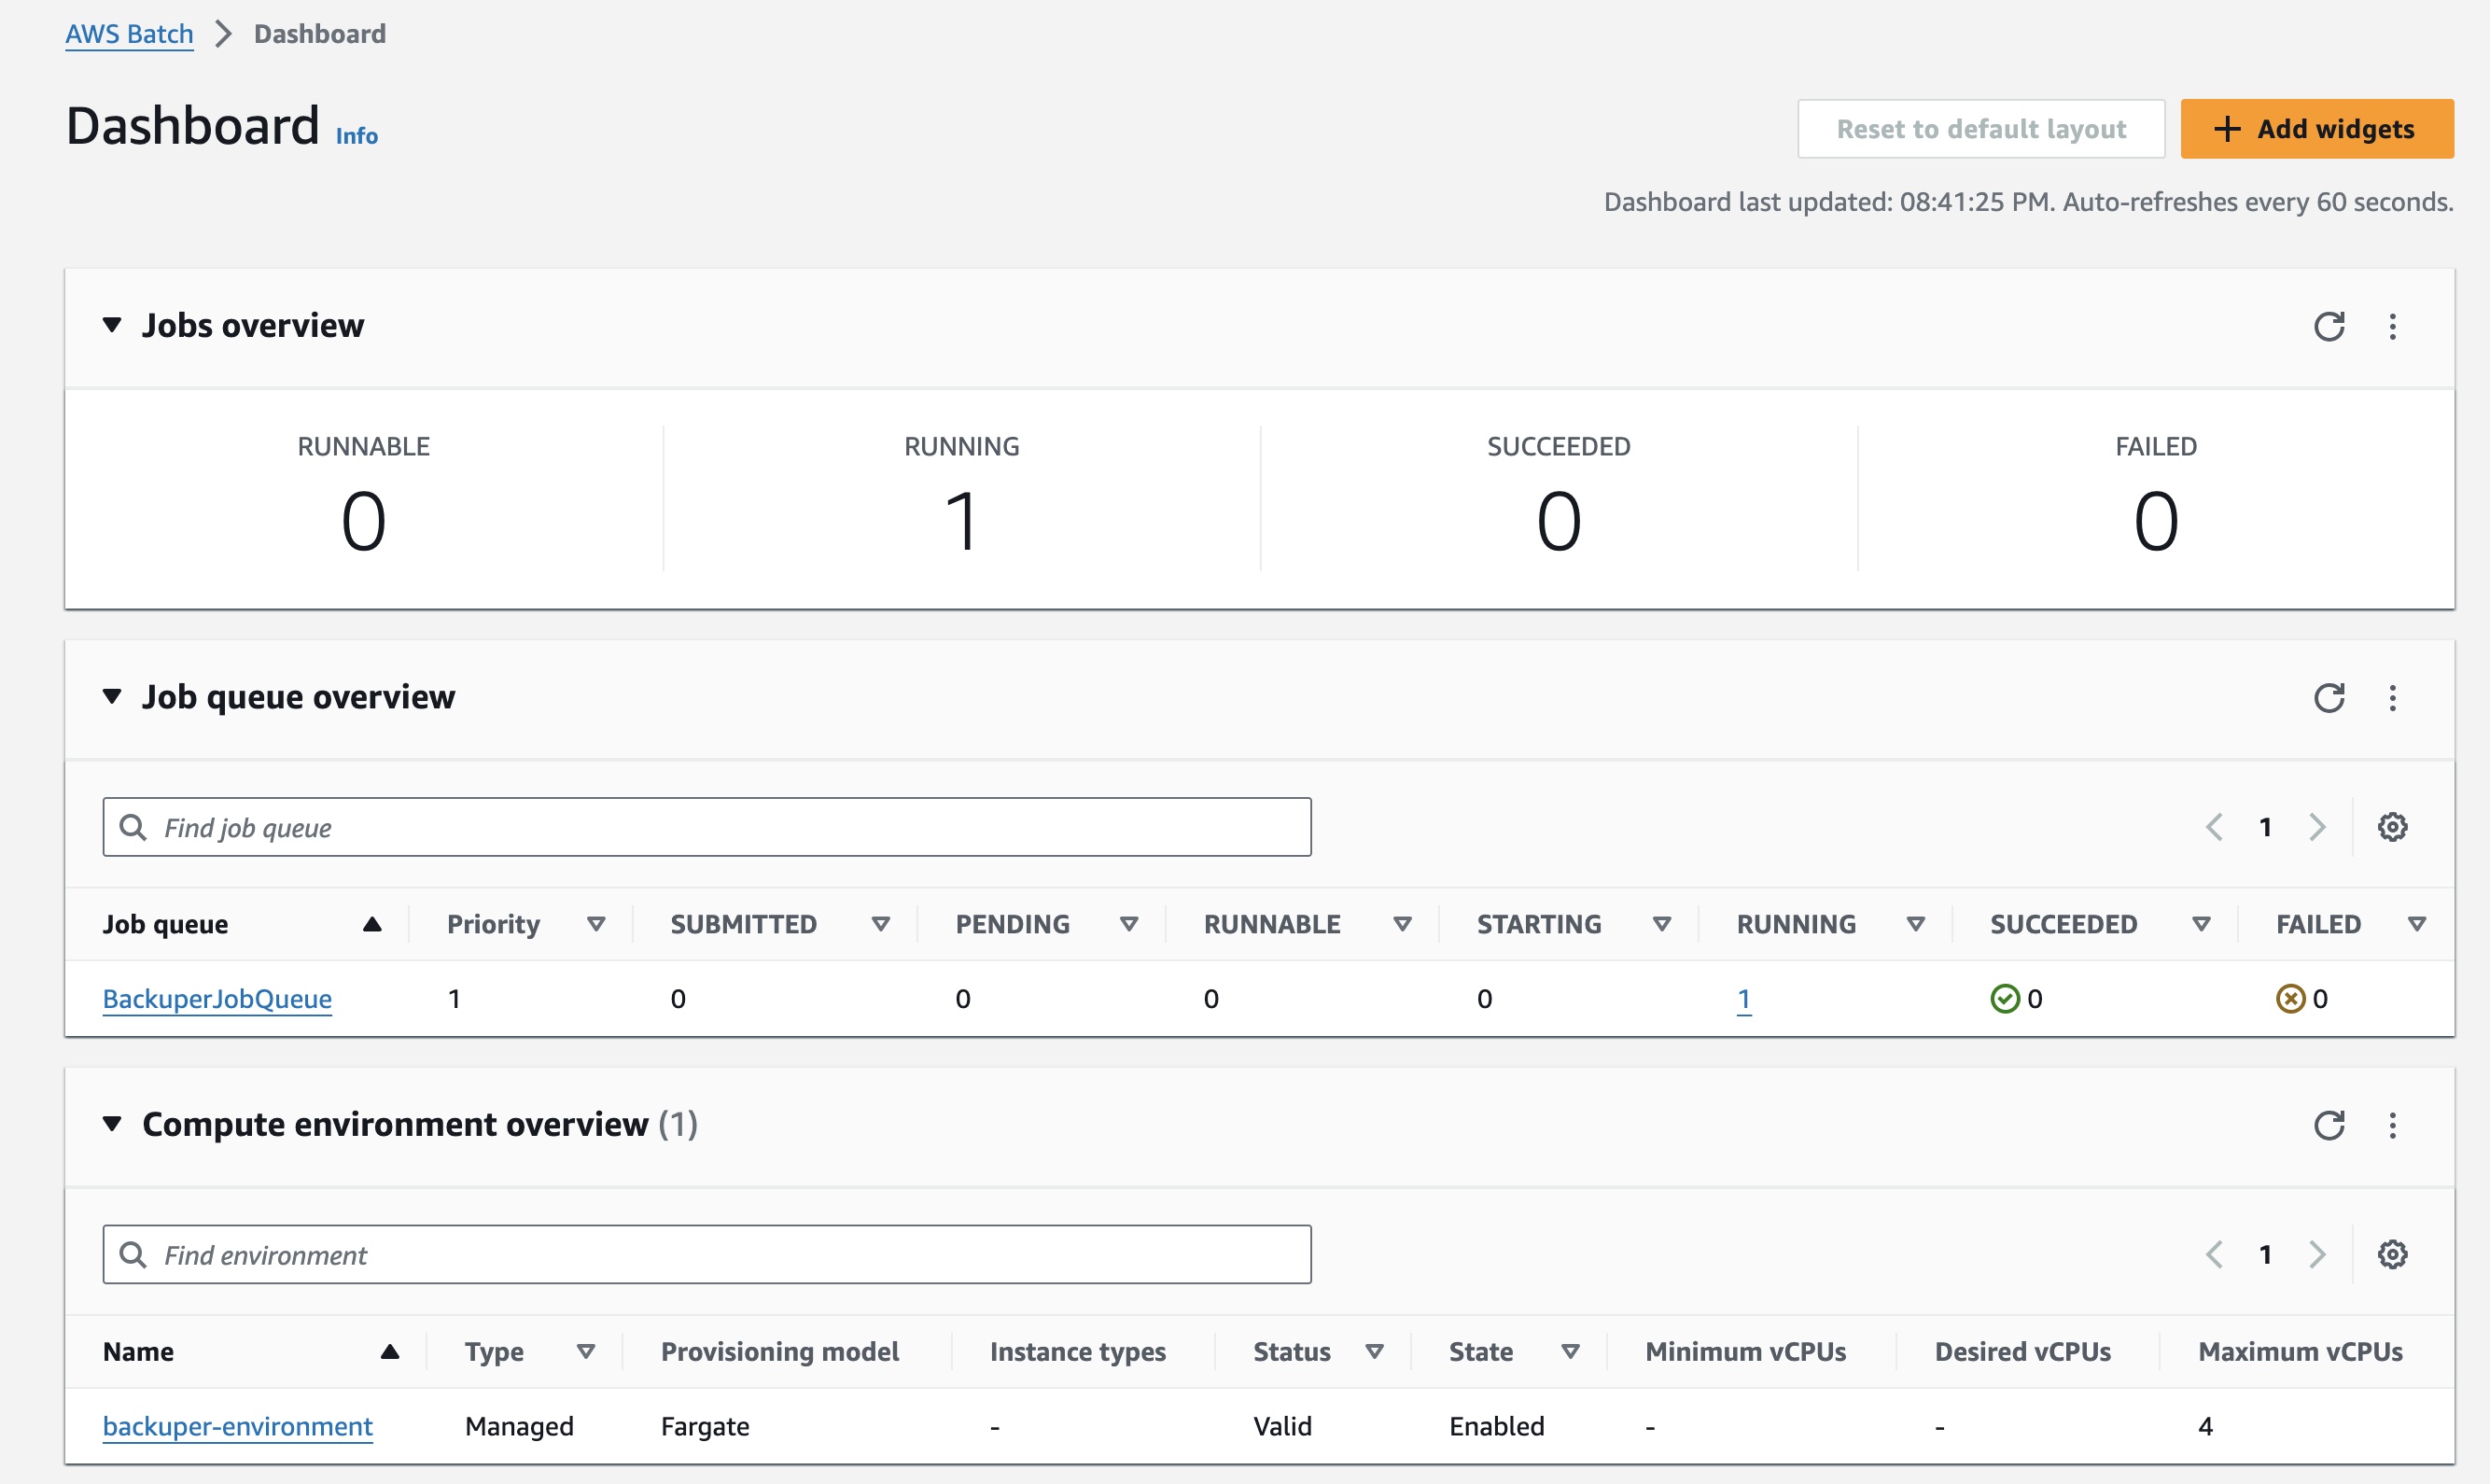 AWS Batch > Dashboard
Dashboard Info
Reset to default layout
+ Add widgets
Dashboard last updated: 08:41:25 PM. Auto-refreshes every 60 seconds.
Jobs overview
RUNNABLE RUNNING SUCCEEDED FAILED
0 1 0 0
Job queue overview
Find job queue
1
Job queue Priority SUBMITTED PENDING RUNNABLE STARTING RUNNING SUCCEEDED FAILED
BackuperJobQueue 1 0 0 0 0 1 0 0
Compute environment overview (1)
Find environment
1
Name Type Provisioning model Instance types Status State Minimum vCPUs Desired vCPUs Maximum vCPUs
backuper-environment Managed Fargate - Valid Enabled - - 4